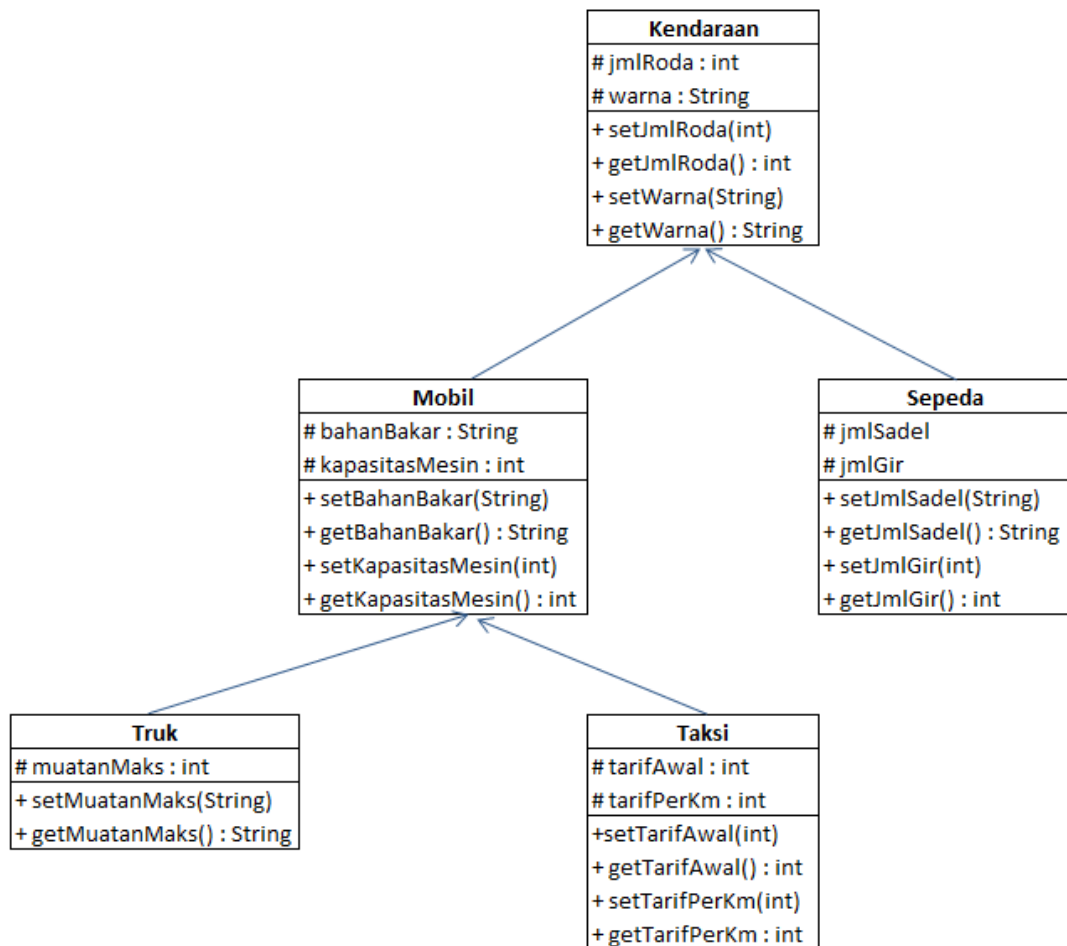 Kendaraan
# jmlRoda : int
# warna : String
+ setJmlRoda(int)
+ getJmlRoda() : int
+ setWarna(String)
+ getWarna() : String
Mobil
# bahanBakar : String
# kapasitasMesin : int
+ setBahanBakar(String)
+ getBahanBakar() : String
+ setKapasitasMesin(int)
+ getKapasitasMesin() : int
Sepeda
# jmlSadel
# jmlGir
+ setJmlSadel(String)
+ getJmlSadel() : String
+ setJmlGir(int)
+ getJmlGir() : int
Truk
# muatanMaks : int
+ setMuatanMaks(String)
+ getMuatanMaks() : String
Taksi
# tarifAwal : int
# tarifPerKm : int
+setTarifAwal(int)
+ getTarifAwal() : int
+ setTarifPerKm(int)
+ getTarifPerKm : int